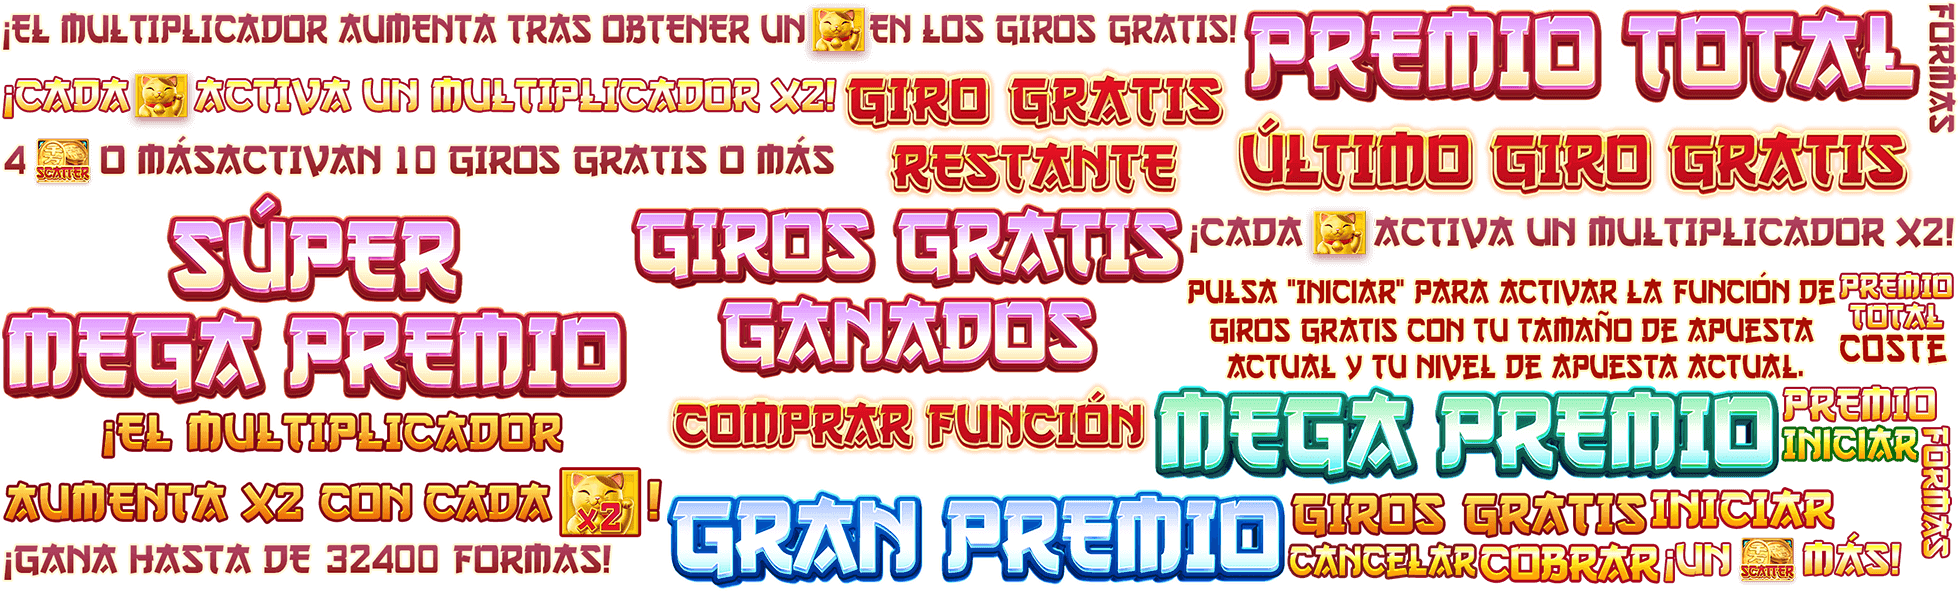 ¡EL MULTIPLICADOR AUMENTA TRAS OBTENER UN EN LOS GIROS GRATIS!
PREMIO TOTAL
FORMAS
¡CADA ACTIVA UN MULTIPLICADOR X2!
GIRO GRATIS
RESTANTE
4 SCATTER O MÁSACTIVAN 10 GIROS GRATIS O MÁS
ÚLTIMO GIRO GRATIS
SÚPER
MEGA PREMIO
GIROS GRATIS
GANADOS
¡CADA ACTIVA UN MULTIPLICADOR X2!
PULSA "INICIAR" PARA ACTIVAR LA FUNCIÓN DE
GIROS GRATIS CON TU TAMAÑO DE APUESTA
ACTUAL Y TU NIVEL DE APUESTA ACTUAL.
PREMIO
TOTAL
COSTE
¡EL MULTIPLICADOR
AUMENTA X2 CON CADA X2 !
COMPRAR FUNCIÓN
MEGA PREMIO
PREMIO
INICIAR
FORMAS
¡GANA HASTA DE 32400 FORMAS!
GRAN PREMIO
GIROS GRATIS
INICIAR
CANCELAR
COBRAR
¡UN SCATTER MÁS!